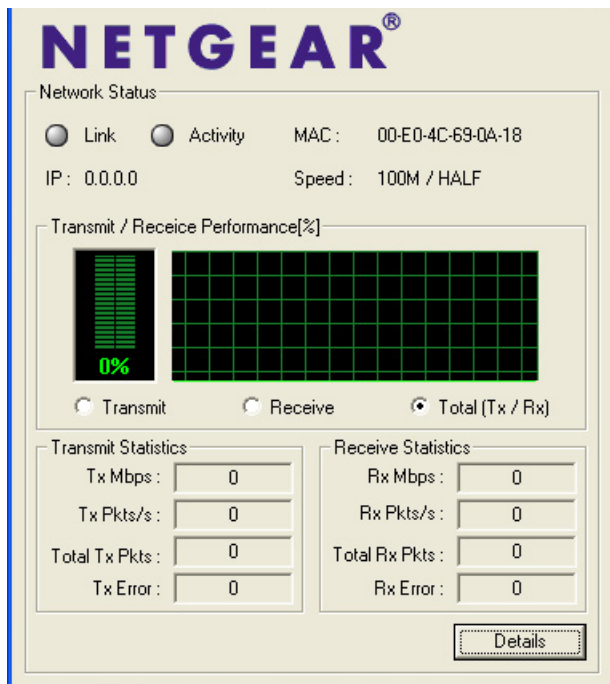 NETGEAR®
Network Status
Link Activity MAC : 00-E0-4C-69-0A-18
IP : 0.0.0.0 Speed : 100M / HALF
Transmit / Receice Performance[%]
0%
Transmit Receive Total (Tx / Rx)
Transmit Statistics
Tx Mbps : 0
Tx Pkts/s : 0
Total Tx Pkts : 0
Tx Error : 0
Receive Statistics
Rx Mbps : 0
Rx Pkts/s : 0
Total Rx Pkts : 0
Rx Error : 0
Details